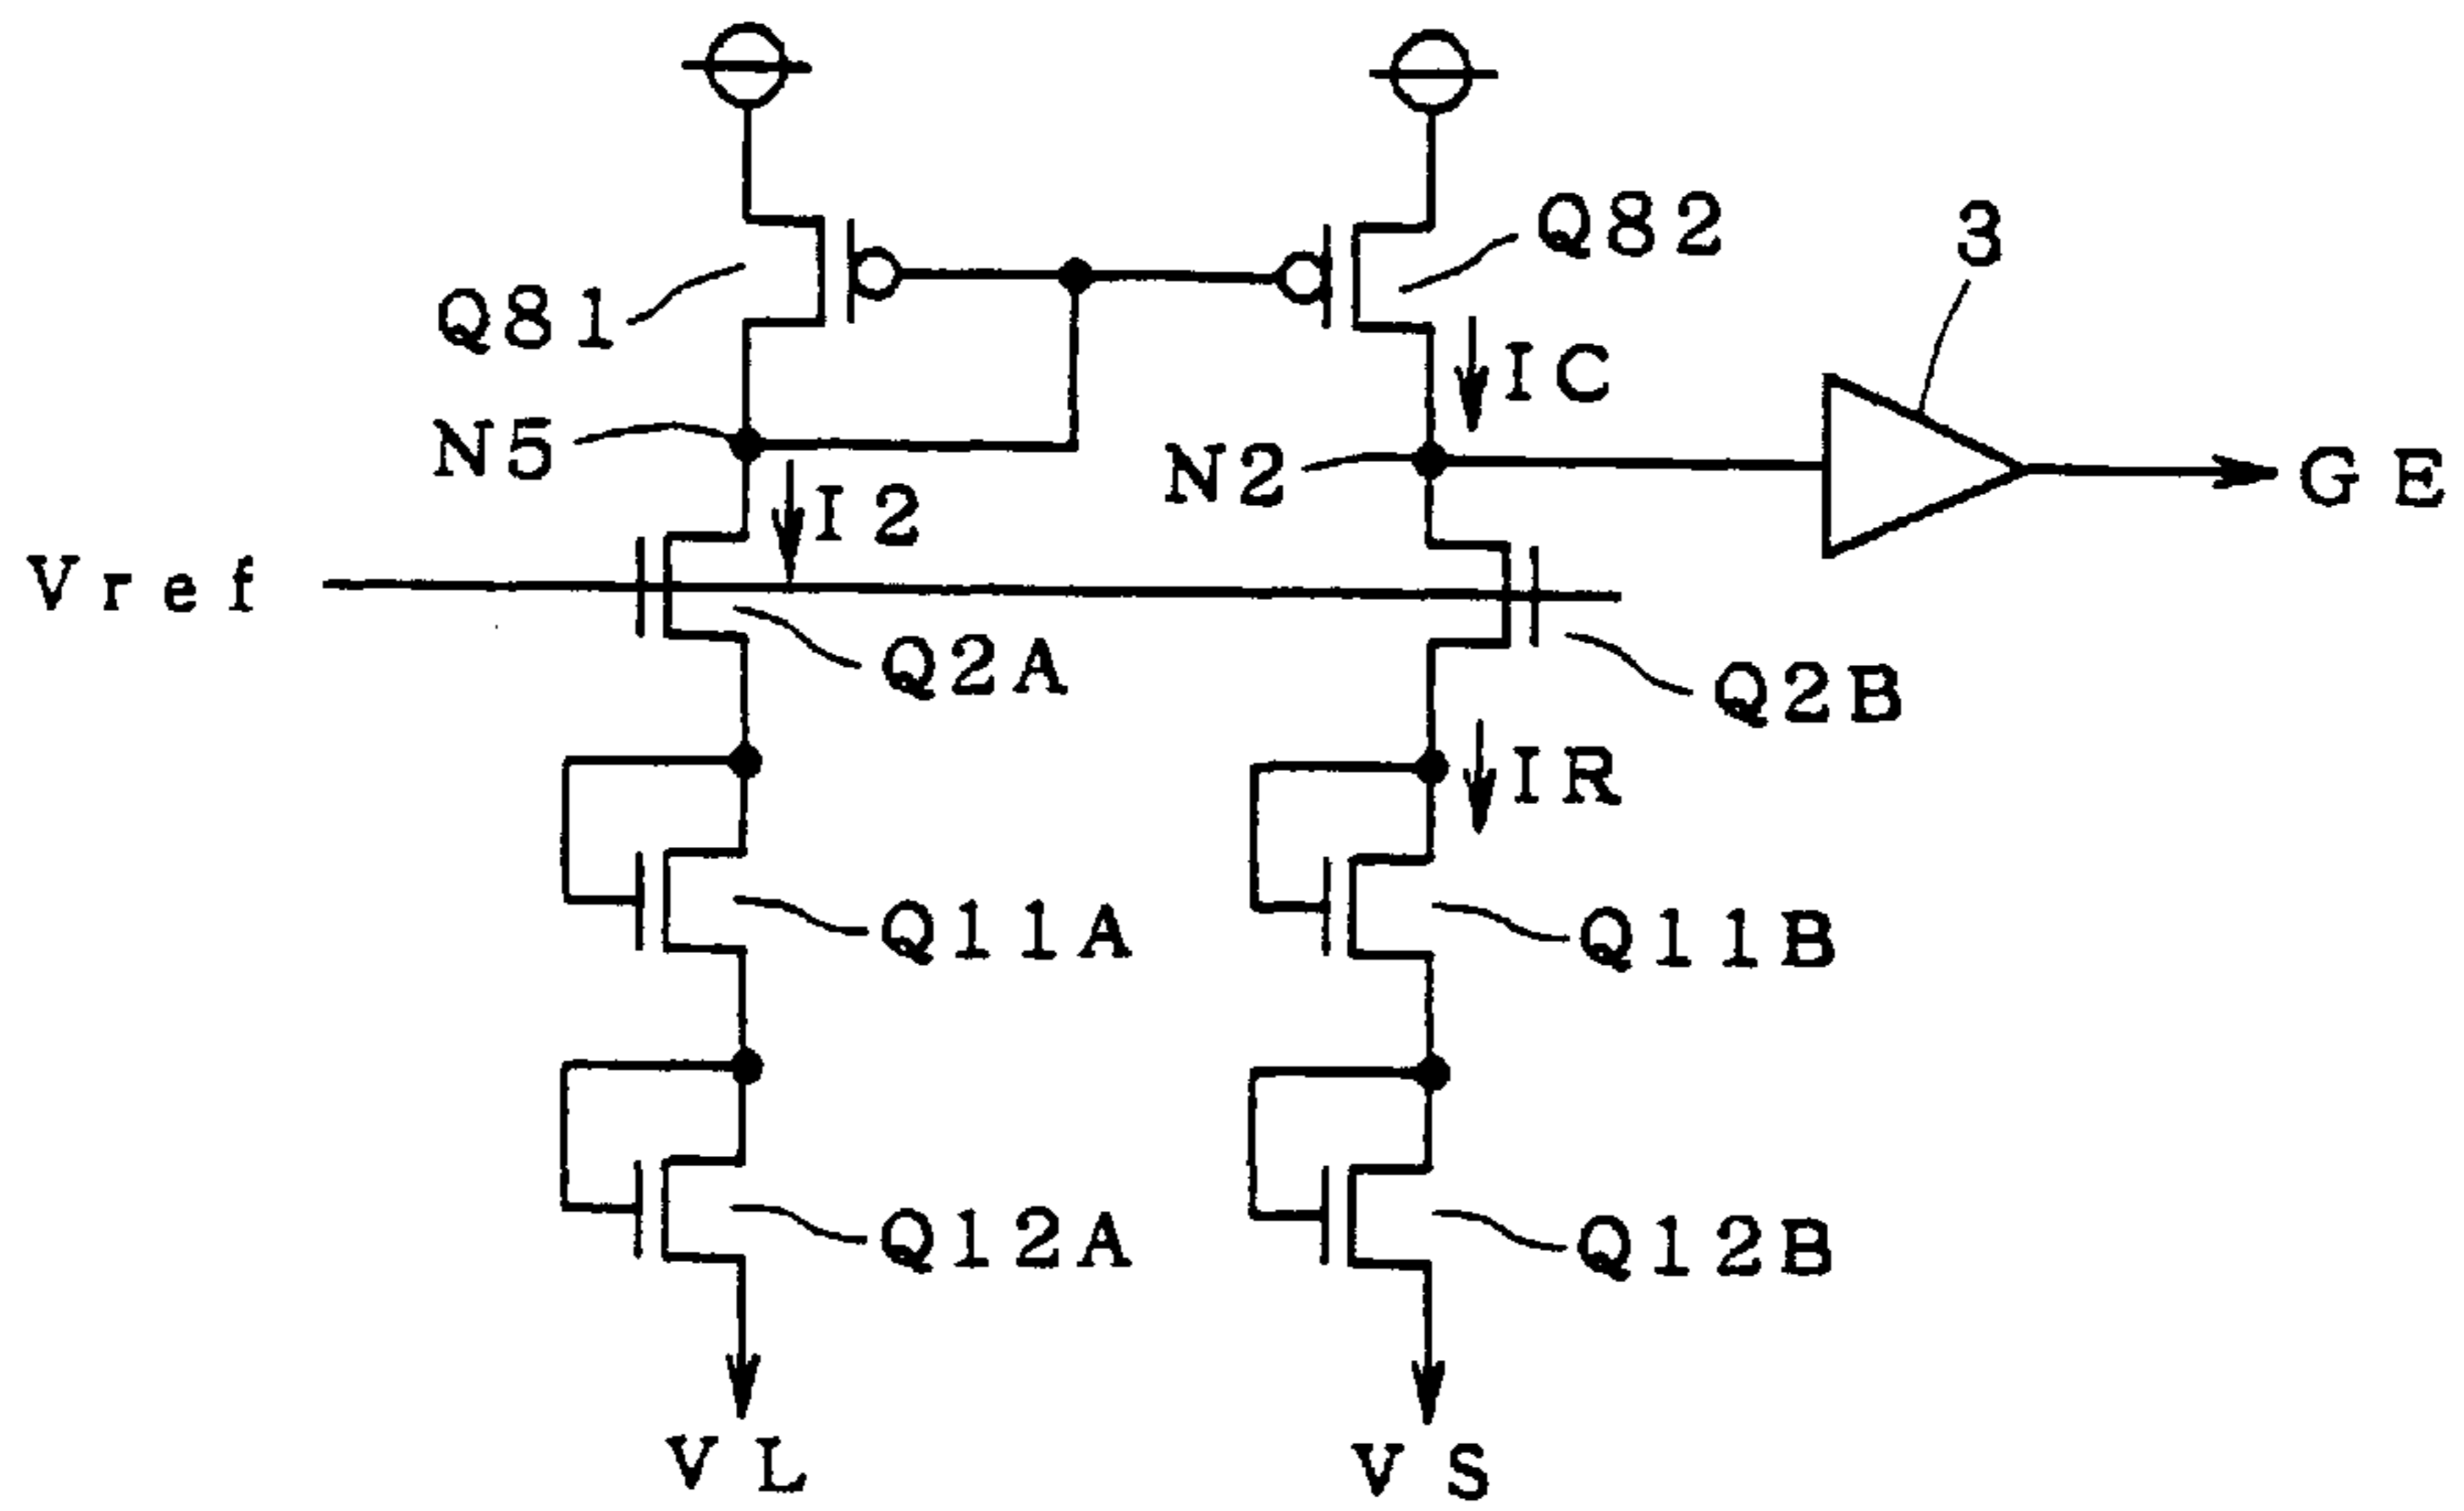 Q81
Q82
3
N5
I2
IC
N2
GE
Vref
Q2A
Q2B
IR
Q11A
Q11B
Q12A
Q12B
VL
VS